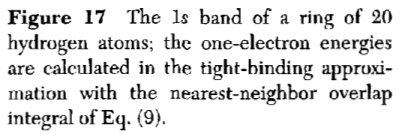 Figure 17 The 1s band of a ring of 20
hydrogen atoms; the one-electron energies
are calculated in the tight-binding approxi-
mation with the nearest-neighbor overlap
integral of Eq. (9).